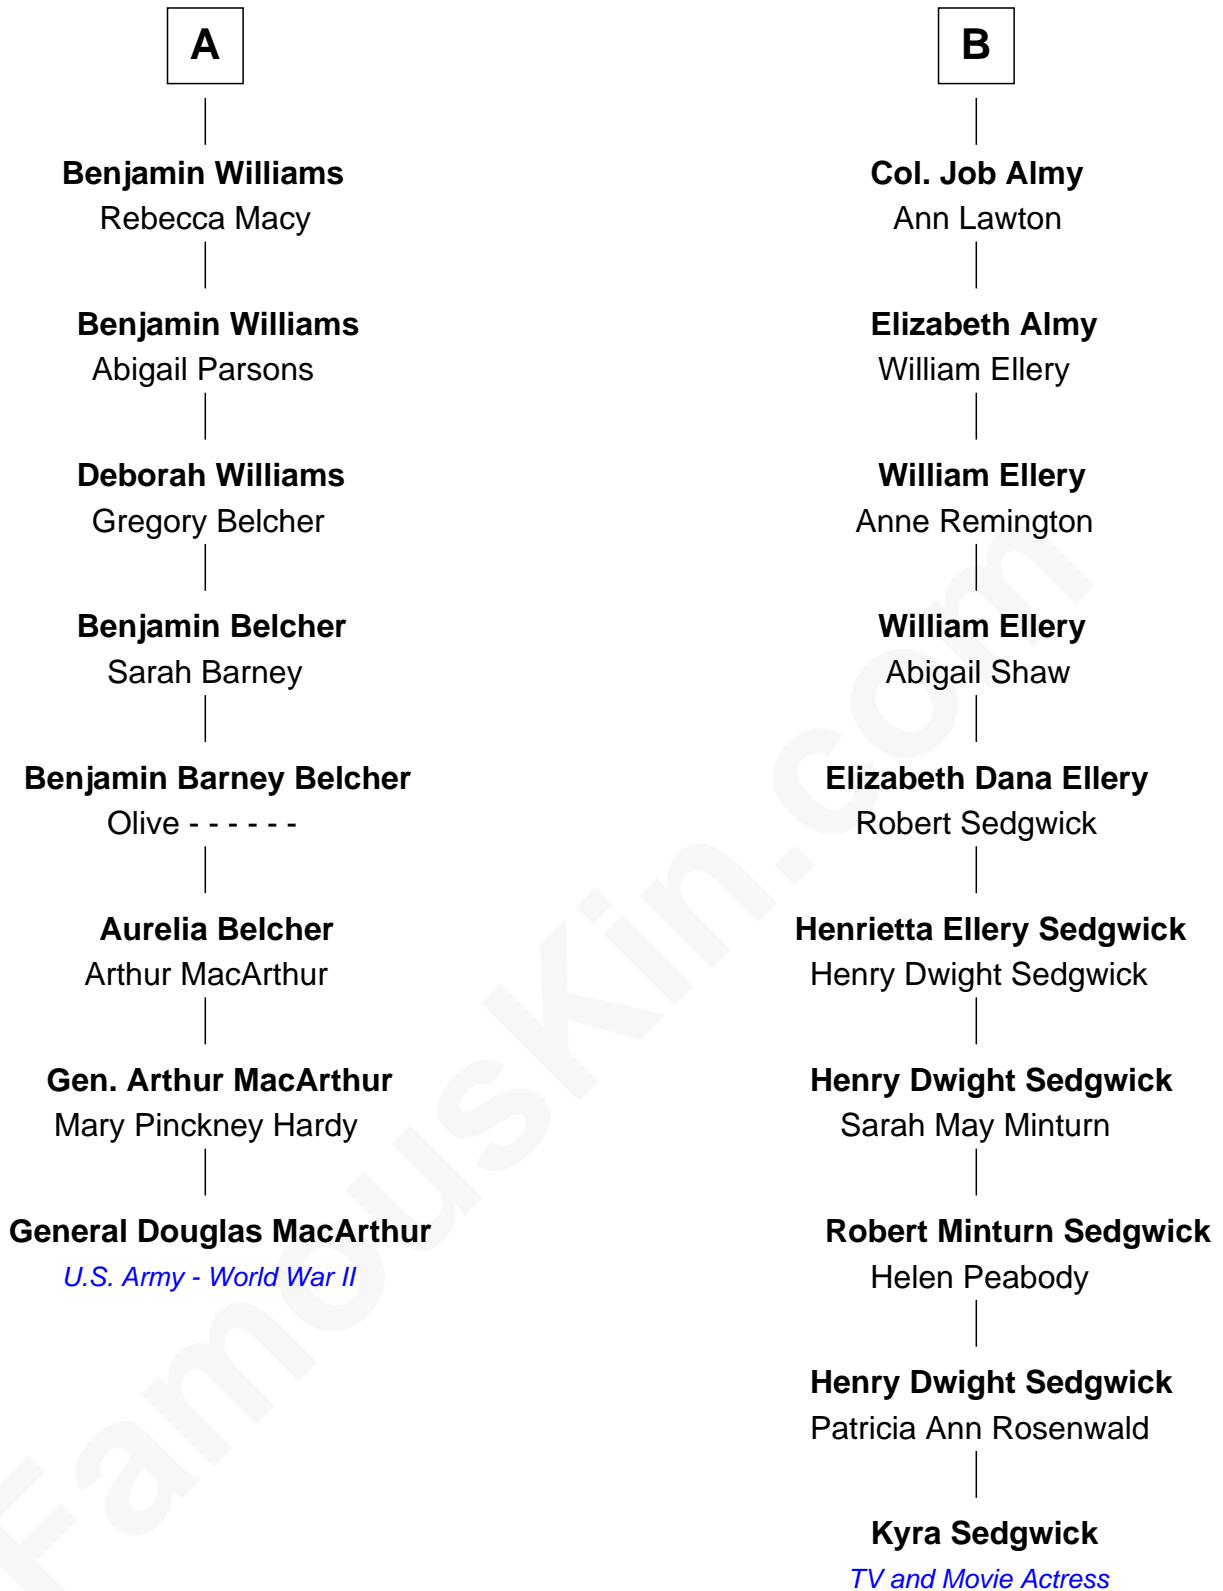 A
Benjamin Williams
Rebecca Macy
Benjamin Williams
Abigail Parsons
Deborah Williams
Gregory Belcher
Benjamin Belcher
Sarah Barney
Benjamin Barney Belcher
Olive - - - - - -
Aurelia Belcher
Arthur MacArthur
Gen. Arthur MacArthur
Mary Pinckney Hardy
General Douglas MacArthur
U.S. Army - World War II
B
Col. Job Almy
Ann Lawton
Elizabeth Almy
William Ellery
William Ellery
Anne Remington
William Ellery
Abigail Shaw
Elizabeth Dana Ellery
Robert Sedgwick
Henrietta Ellery Sedgwick
Henry Dwight Sedgwick
Henry Dwight Sedgwick
Sarah May Minturn
Robert Minturn Sedgwick
Helen Peabody
Henry Dwight Sedgwick
Patricia Ann Rosenwald
Kyra Sedgwick
TV and Movie Actress
FamousKin.com